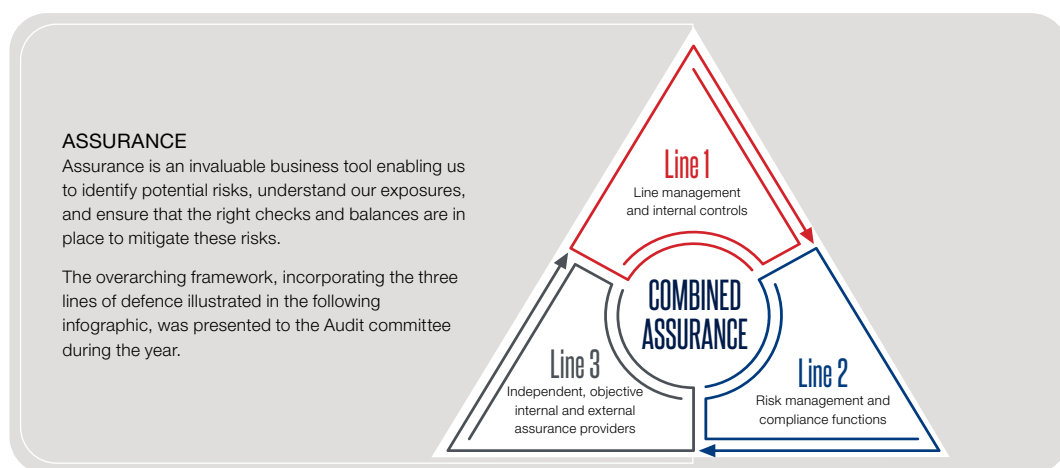 ASSURANCE
Assurance is an invaluable business tool enabling us
to identify potential risks, understand our exposures,
and ensure that the right checks and balances are in
place to mitigate these risks.
The overarching framework, incorporating the three
lines of defence illustrated in the following
infographic, was presented to the Audit committee
during the year.
Line 1
Line management
and internal controls
COMBINED
ASSURANCE
Line 2
Risk management and
compliance functions
Line 3
Independent, objective
internal and external
assurance providers